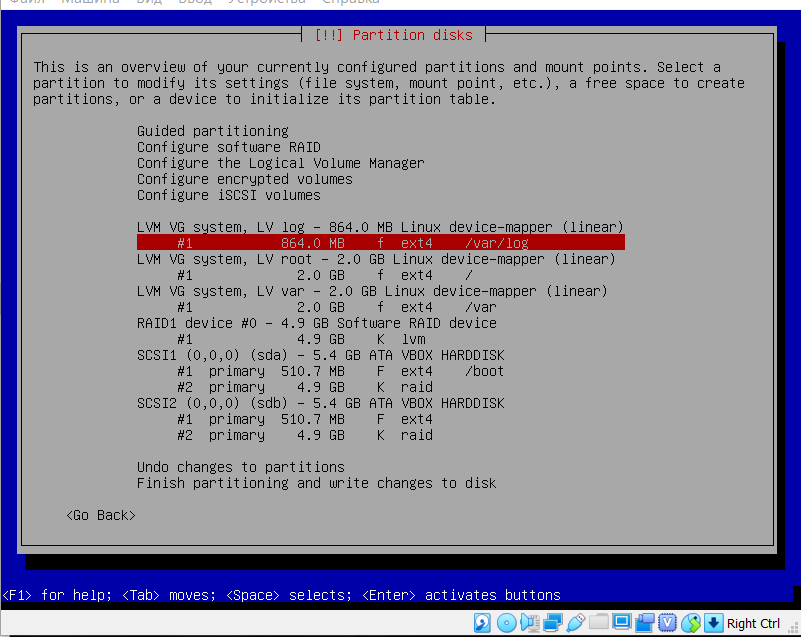 Файл Машина Вид Ввод Устройства Справка
[!!] Partition disks
This is an overview of your currently configured partitions and mount points. Select a
partition to modify its settings (file system, mount point, etc.), a free space to create
partitions, or a device to initialize its partition table.
Guided partitioning
Configure software RAID
Configure the Logical Volume Manager
Configure encrypted volumes
Configure iSCSI volumes
LVM VG system, LV log - 864.0 MB Linux device-mapper (linear)
#1 864.0 MB f ext4 /var/log
LVM VG system, LV root - 2.0 GB Linux device-mapper (linear)
#1 2.0 GB f ext4 /
LVM VG system, LV var - 2.0 GB Linux device-mapper (linear)
#1 2.0 GB f ext4 /var
RAID1 device #0 - 4.9 GB Software RAID device
#1 4.9 GB K lvm
SCSI1 (0,0,0) (sda) - 5.4 GB ATA VBOX HARDDISK
#1 primary 510.7 MB F ext4 /boot
#2 primary 4.9 GB K raid
SCSI2 (0,0,0) (sdb) - 5.4 GB ATA VBOX HARDDISK
#1 primary 510.7 MB F ext4
#2 primary 4.9 GB K raid
Undo changes to partitions
Finish partitioning and write changes to disk
<Go Back>
<F1> for help; <Tab> moves; <Space> selects; <Enter> activates buttons
Right Ctrl